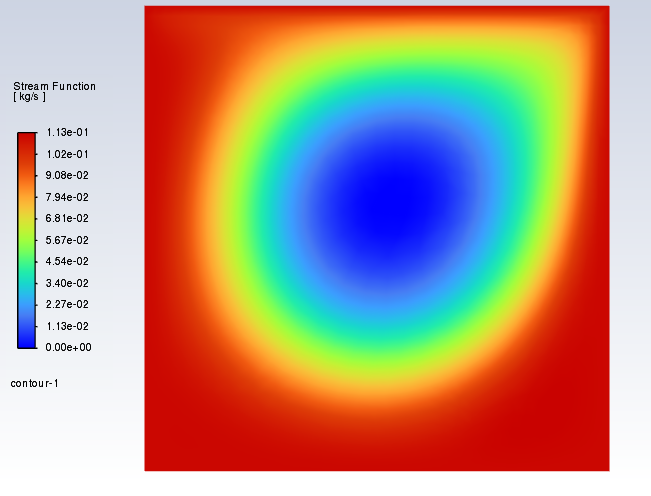 Stream Function
[ kg/s ]
1.13e-01
1.02e-01
9.08e-02
7.94e-02
6.81e-02
5.67e-02
4.54e-02
3.40e-02
2.27e-02
1.13e-02
0.00e+00
contour-1